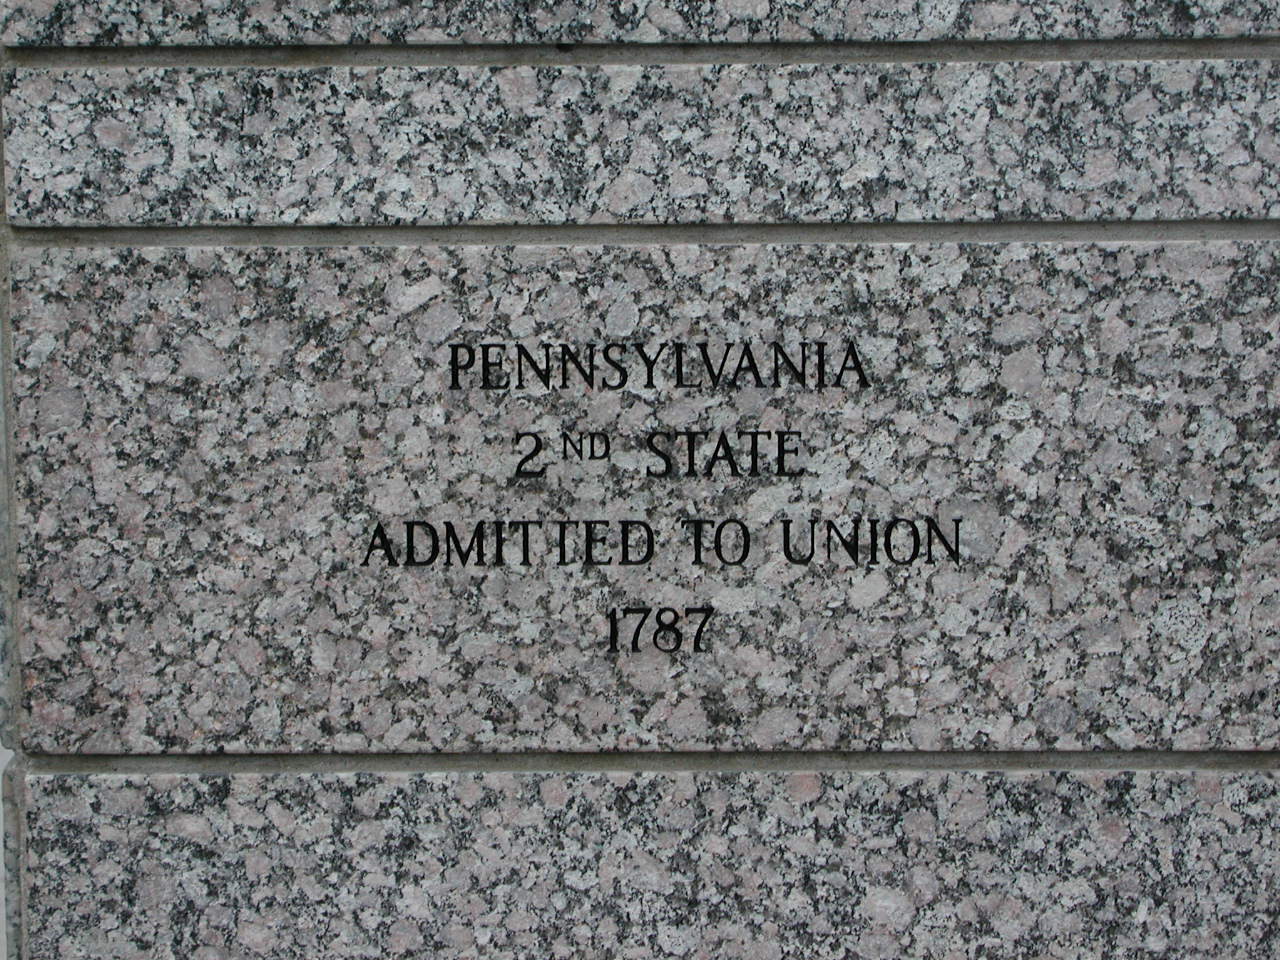 PENNSYLVANIA
2ND STATE
ADMITTED TO UNION
1787